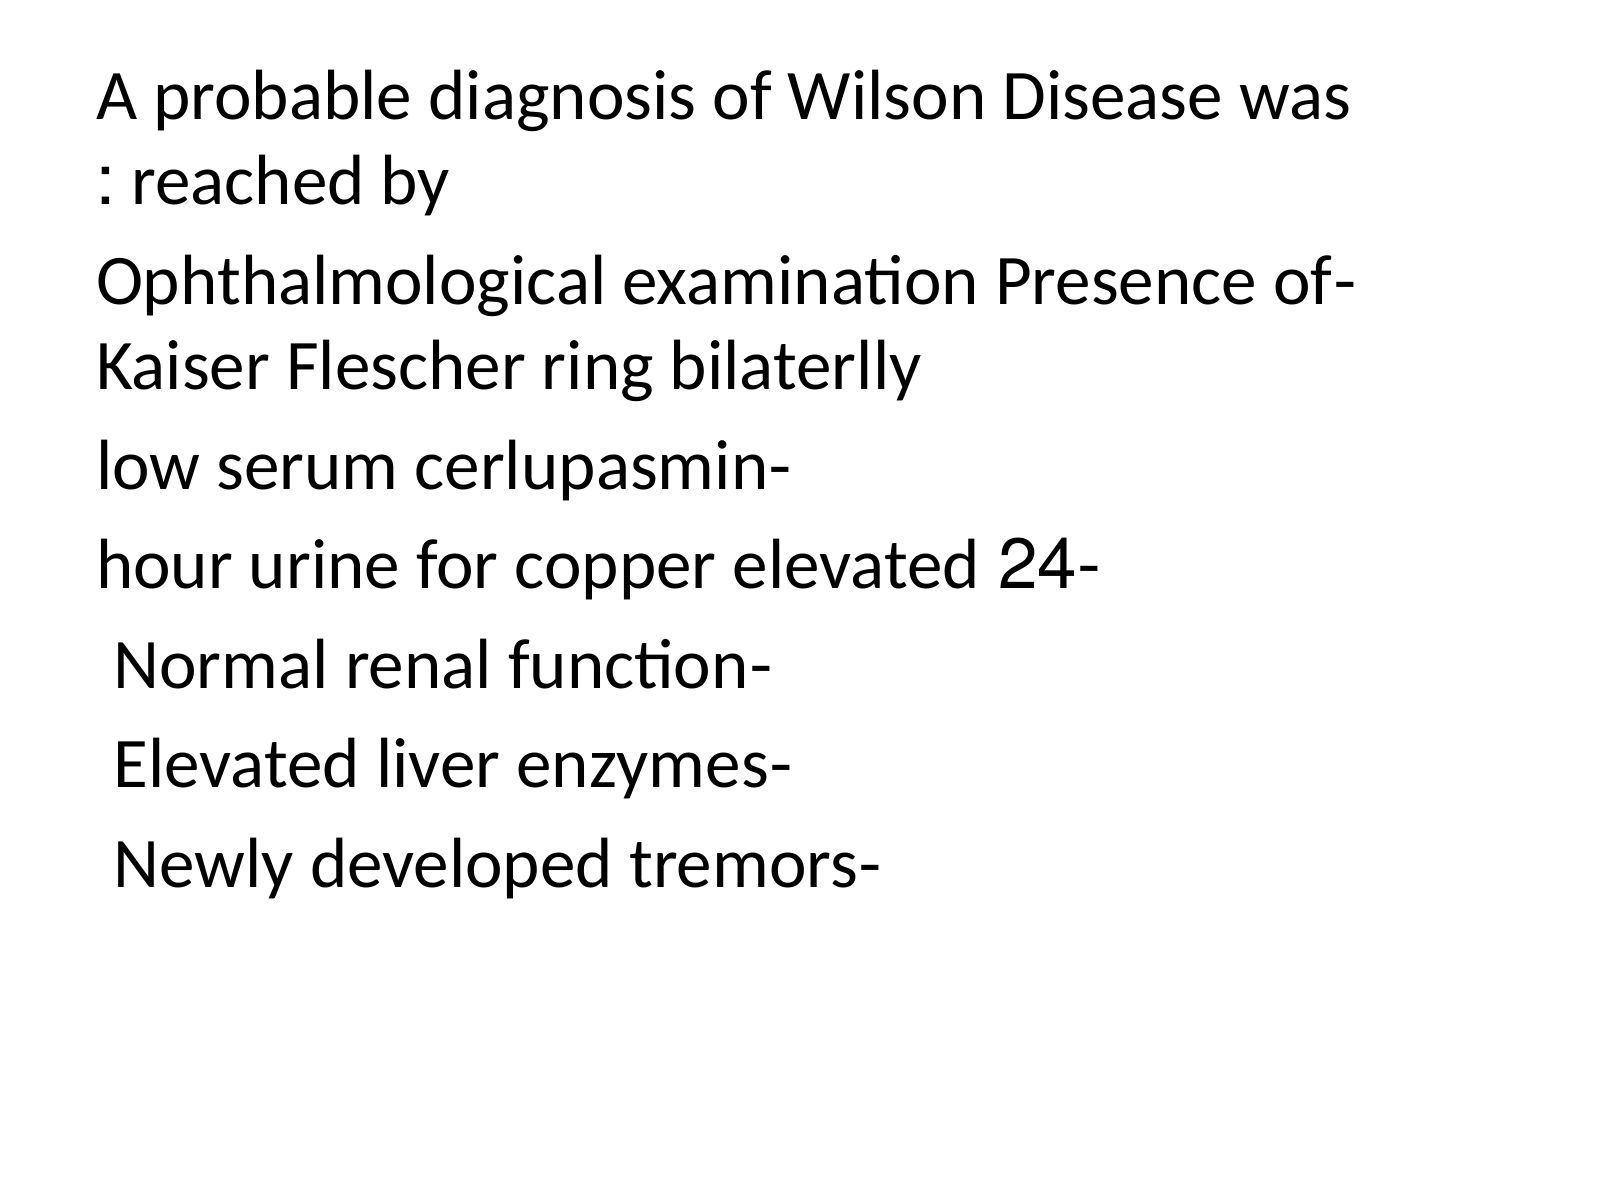 A probable diagnosis of Wilson Disease was
: reached by
Ophthalmological examination Presence of-
Kaiser Flescher ring bilaterlly
low serum cerlupasmin-
hour urine for copper elevated 24-
Normal renal function-
Elevated liver enzymes-
Newly developed tremors-